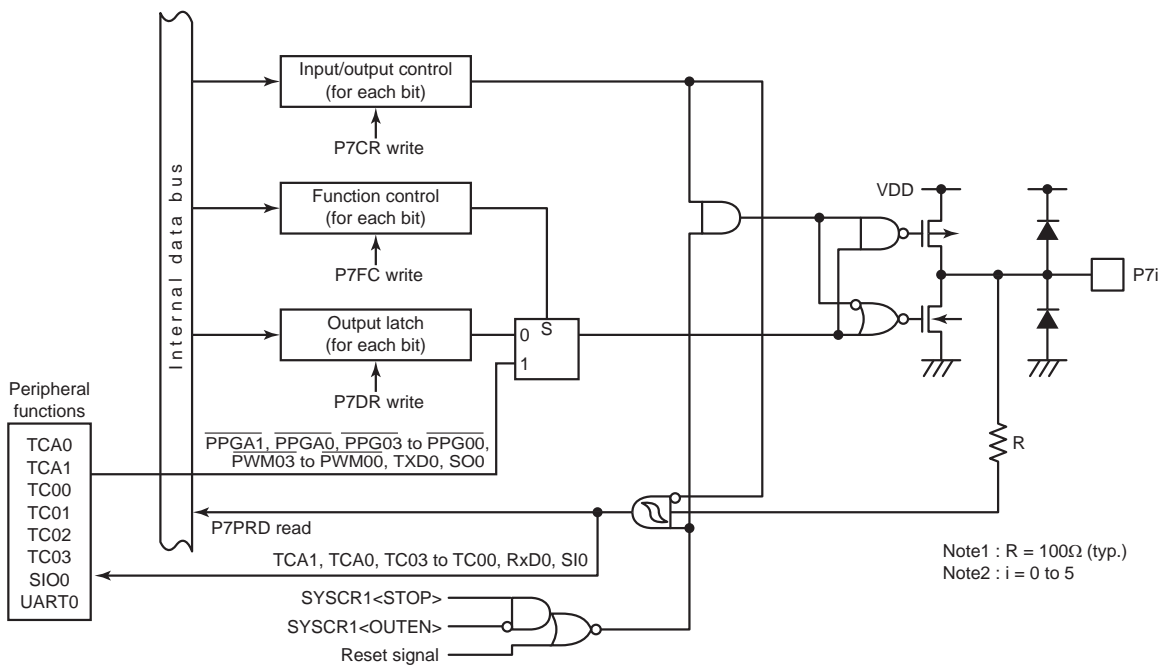 Input/output control
(for each bit)
P7CR write
Internal data bus
Function control
(for each bit)
P7FC write
VDD
P7i
Output latch
(for each bit)
S
0
1
P7DR write
Peripheral
functions
TCA0
TCA1
TC00
TC01
TC02
TC03
SIO0
UART0
PPGA1, PPGA0, PPG03 to PPG00,
PWM03 to PWM00, TXD0, SO0
R
P7PRD read
TCA1, TCA0, TC03 to TC00, RxD0, SI0
Note1 : R = 100Ω (typ.)
Note2 : i = 0 to 5
SYSCR1<STOP>
SYSCR1<OUTEN>
Reset signal